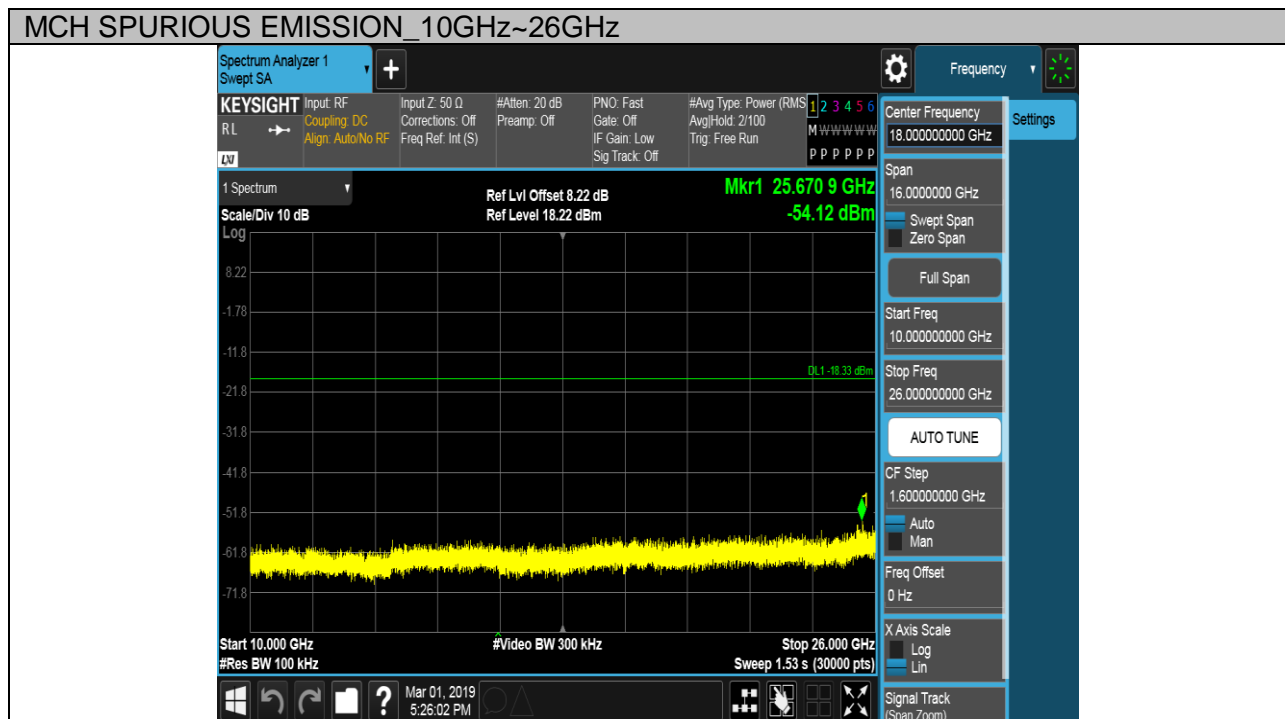 MCH SPURIOUS EMISSION_10GHz~26GHz
Spectrum Analyzer 1
Swept SA
+
Frequency
KEYSIGHT
RL
LXI
Input: RF
Coupling: DC
Align: Auto/No RF
Input Z: 50 Ω
Corrections: Off
Freq Ref: Int (S)
#Atten: 20 dB
Preamp: Off
PNO: Fast
Gate: Off
IF Gain: Low
Sig Track: Off
#Avg Type: Power (RMS
Avg|Hold: 2/100
Trig: Free Run
1 2 3 4 5 6
M W W W W W
P P P P P P
1 Spectrum
Scale/Div 10 dB
Ref Lvl Offset 8.22 dB
Ref Level 18.22 dBm
Mkr1 25.670 9 GHz
-54.12 dBm
Log
8.22
-1.78
-11.8
DL1 -18.33 dBm
-21.8
-31.8
-41.8
1
-51.8
-61.8
-71.8
Start 10.000 GHz
#Video BW 300 kHz
Stop 26.000 GHz
#Res BW 100 kHz
Sweep 1.53 s (30000 pts)
?
Mar 01, 2019
5:26:02 PM
Center Frequency
18.000000000 GHz
Settings
Span
16.0000000 GHz
Swept Span
Zero Span
Full Span
Start Freq
10.000000000 GHz
Stop Freq
26.000000000 GHz
AUTO TUNE
CF Step
1.600000000 GHz
Auto
Man
Freq Offset
0 Hz
X Axis Scale
Log
Lin
Signal Track
(Span Zoom)